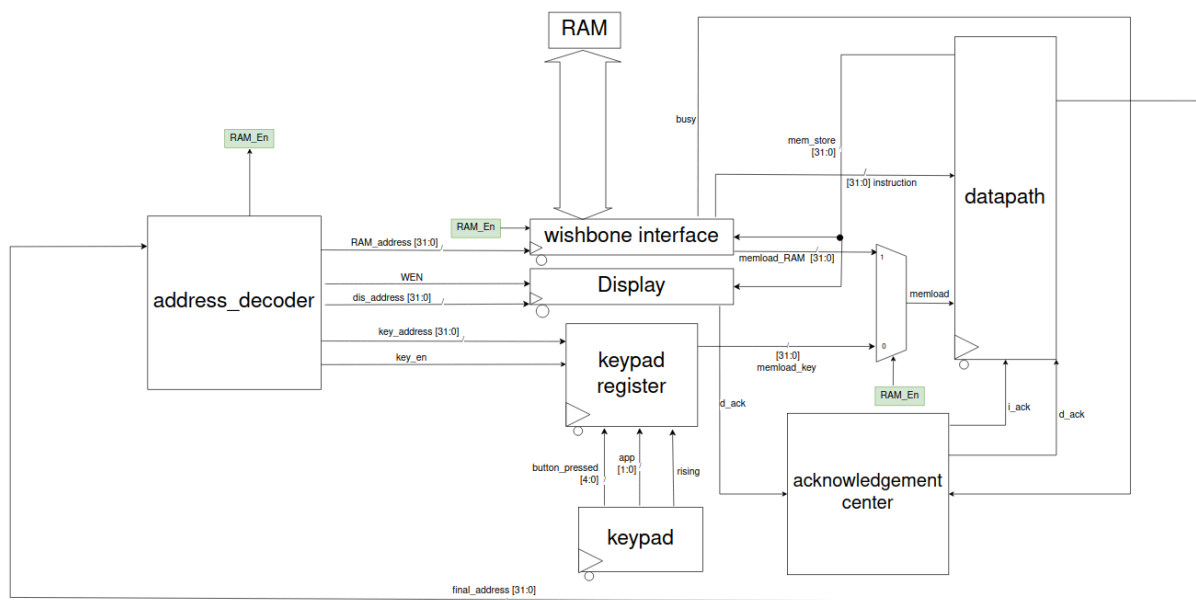 RAM
busy
RAM_En
mem_store
[31:0]
[31:0] instruction
datapath
RAM_En
wishbone interface
RAM_address [31:0]
memload_RAM [31:0]
1
address_decoder
WEN
Display
dis_address [31:0]
memload
key_address [31:0]
0
[31:0]
memload_key
key_en
keypad
register
RAM_En
d_ack
i_ack
d_ack
button_pressed
[4:0]
app
[1:0]
rising
acknowledgement
center
keypad
final_address [31:0]